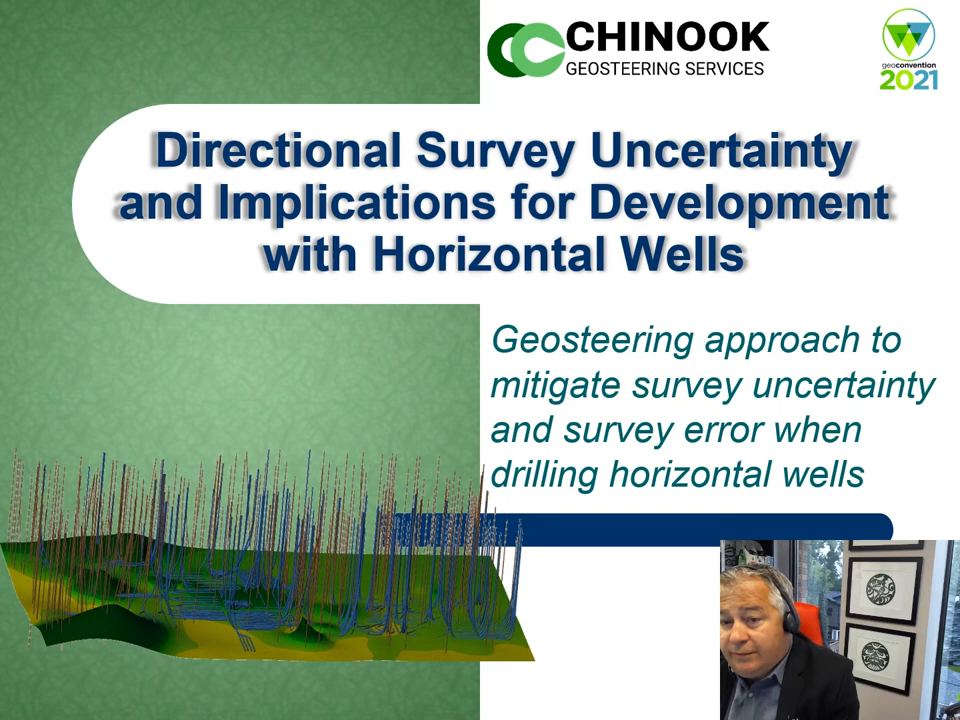 CHINOOK
GEOSTEERING SERVICES
geoconvention
2021
Directional Survey Uncertainty
and Implications for Development
with Horizontal Wells
Geosteering approach to
mitigate survey uncertainty
and survey error when
drilling horizontal wells